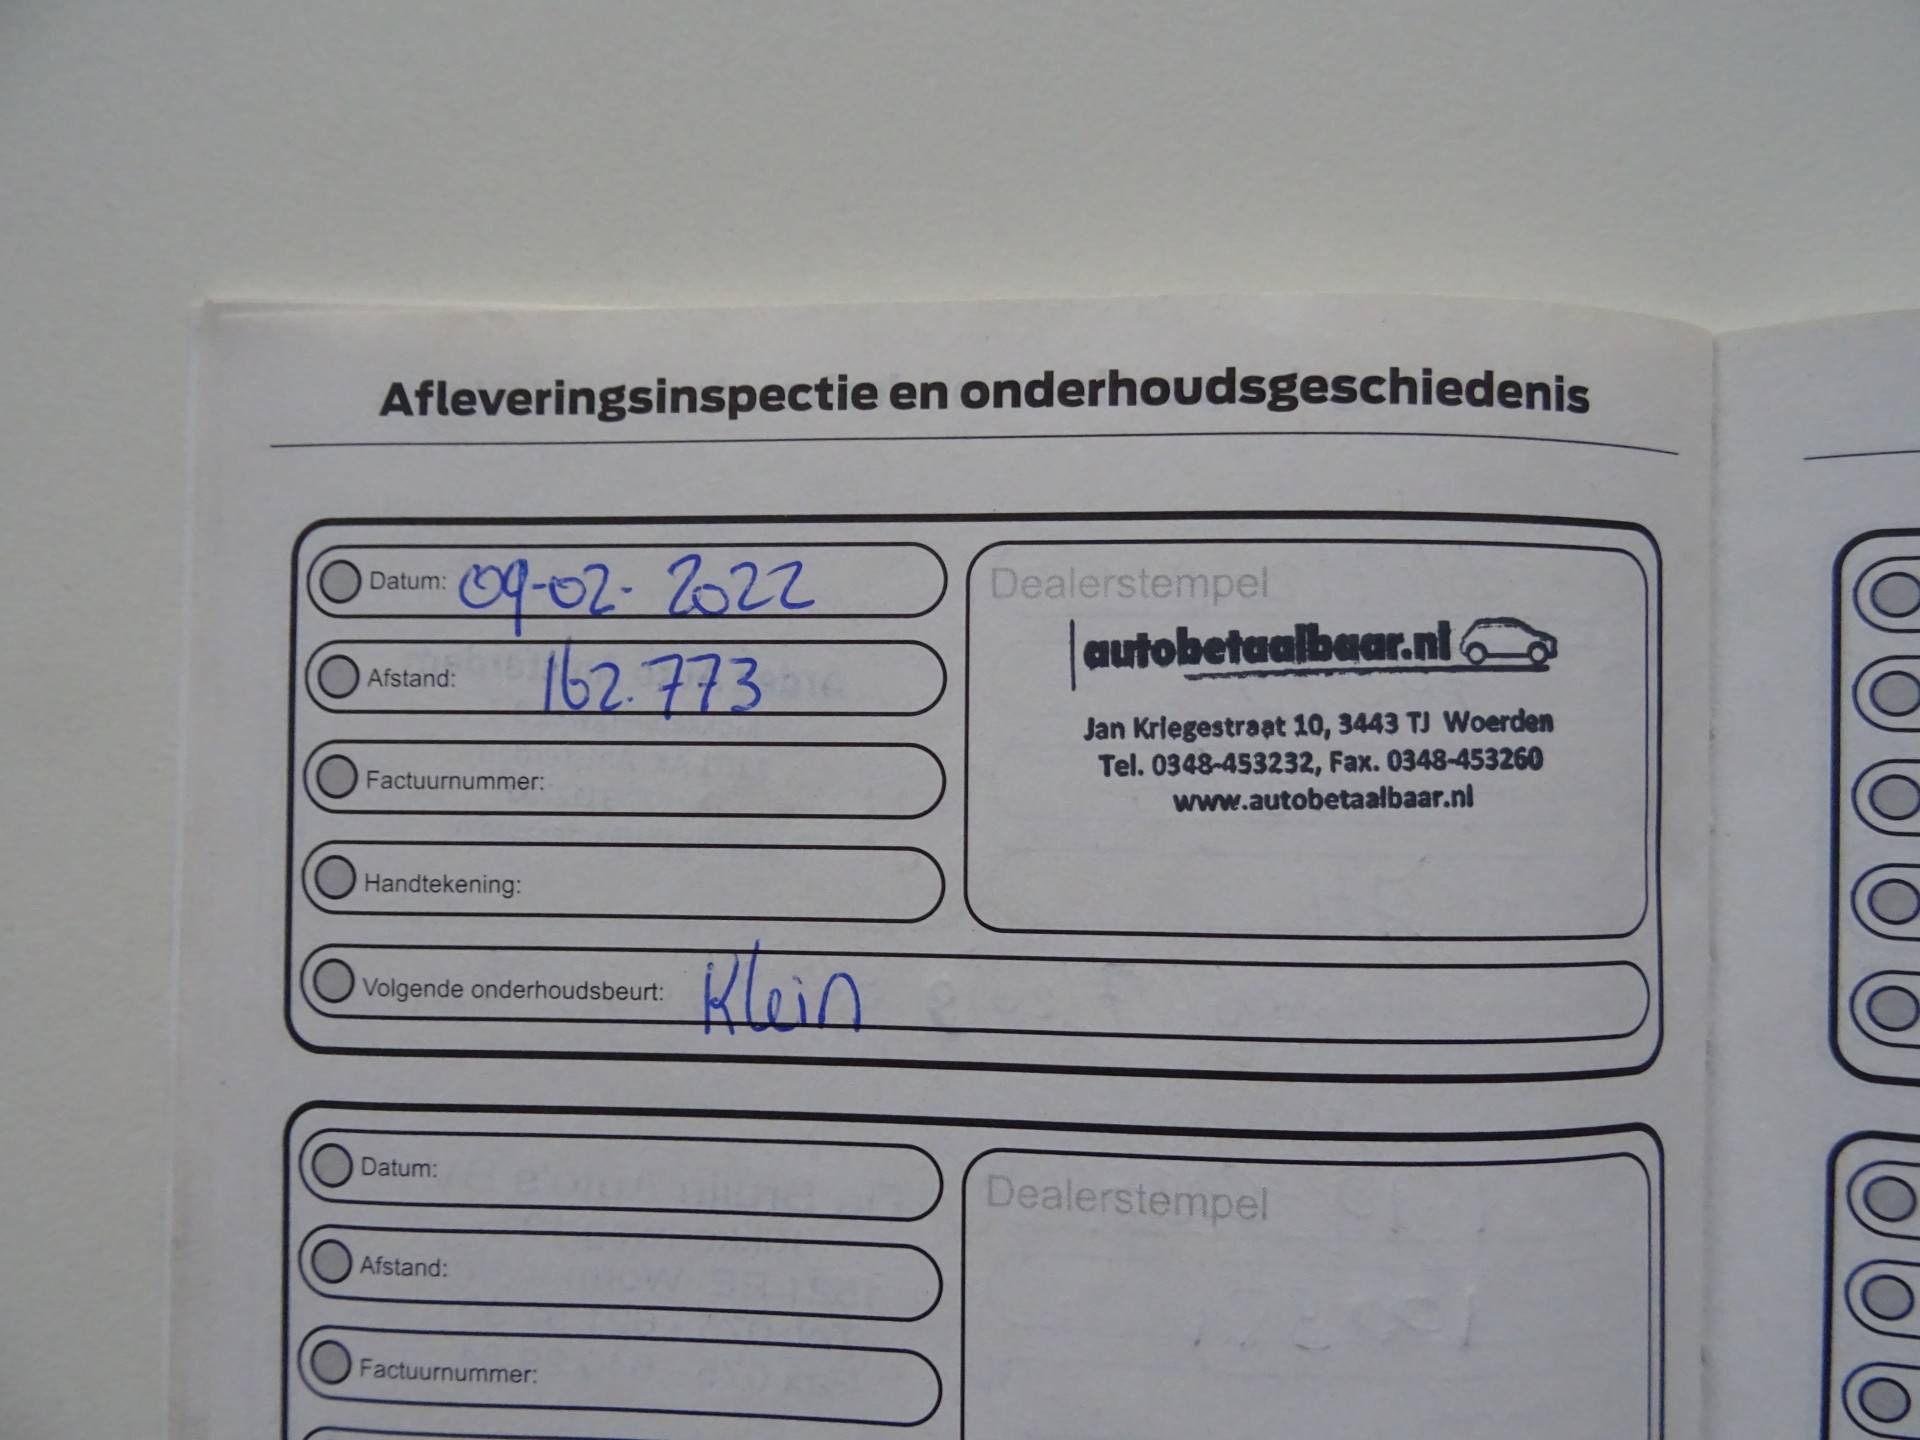 Afleveringsinspectie en onderhoudsgeschiedenis
Datum: 09-02-2022
Afstand: 162.773
Factuurnummer:
Handtekening:
Volgende onderhoudsbeurt: Klein
Dealerstempel
autobetaalbaar.nl
Jan Kriegestraat 10, 3443 TJ Woerden
Tel. 0348-453232, Fax. 0348-453260
www.autobetaalbaar.nl
Datum:
Afstand:
Factuurnummer:
Dealerstempel